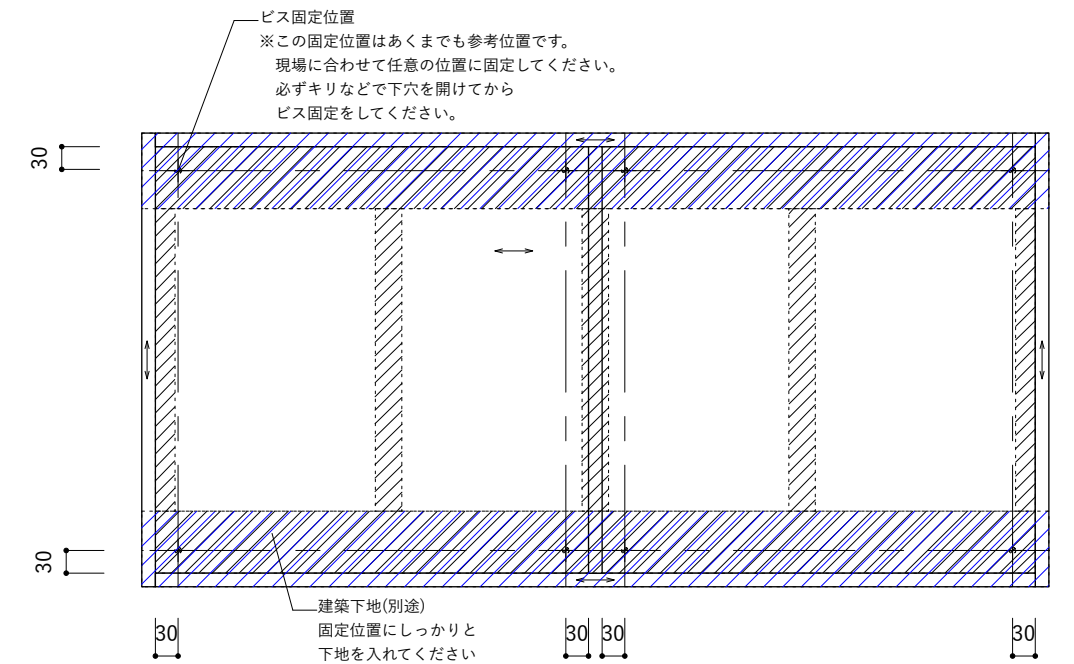 ビス固定位置
※この固定位置はあくまでも参考位置です。
現場に合わせて任意の位置に固定してください。
必ずキリなどで下穴を開けてから
ビス固定をしてください。
30
30
建築下地(別途)
固定位置にしっかりと
下地を入れてください
30
30
30
30